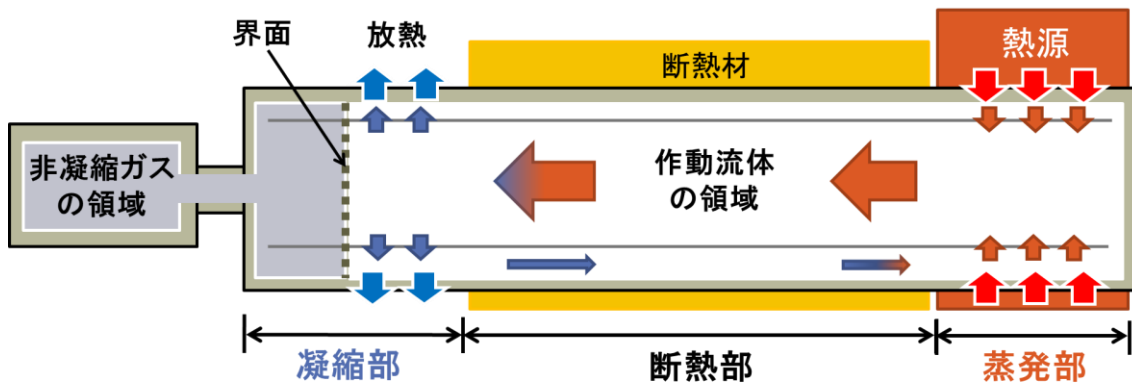 界面
放熱
断熱材
熱源
非凝縮ガス
の領域
作動流体
の領域
凝縮部
断熱部
蒸発部